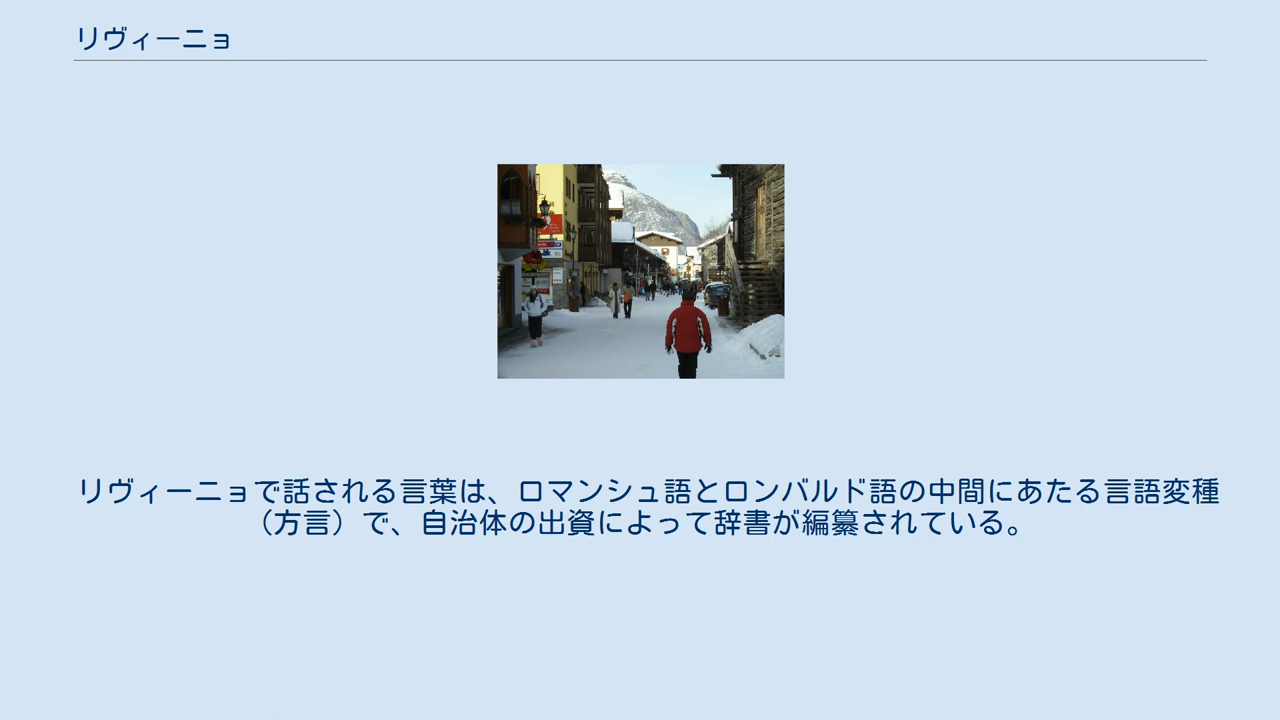 リヴィーニョ
リヴィーニョで話される言葉は、ロマンシュ語とロンバルド語の中間にあたる言語変種
（方言）で、自治体の出資によって辞書が編纂されている。